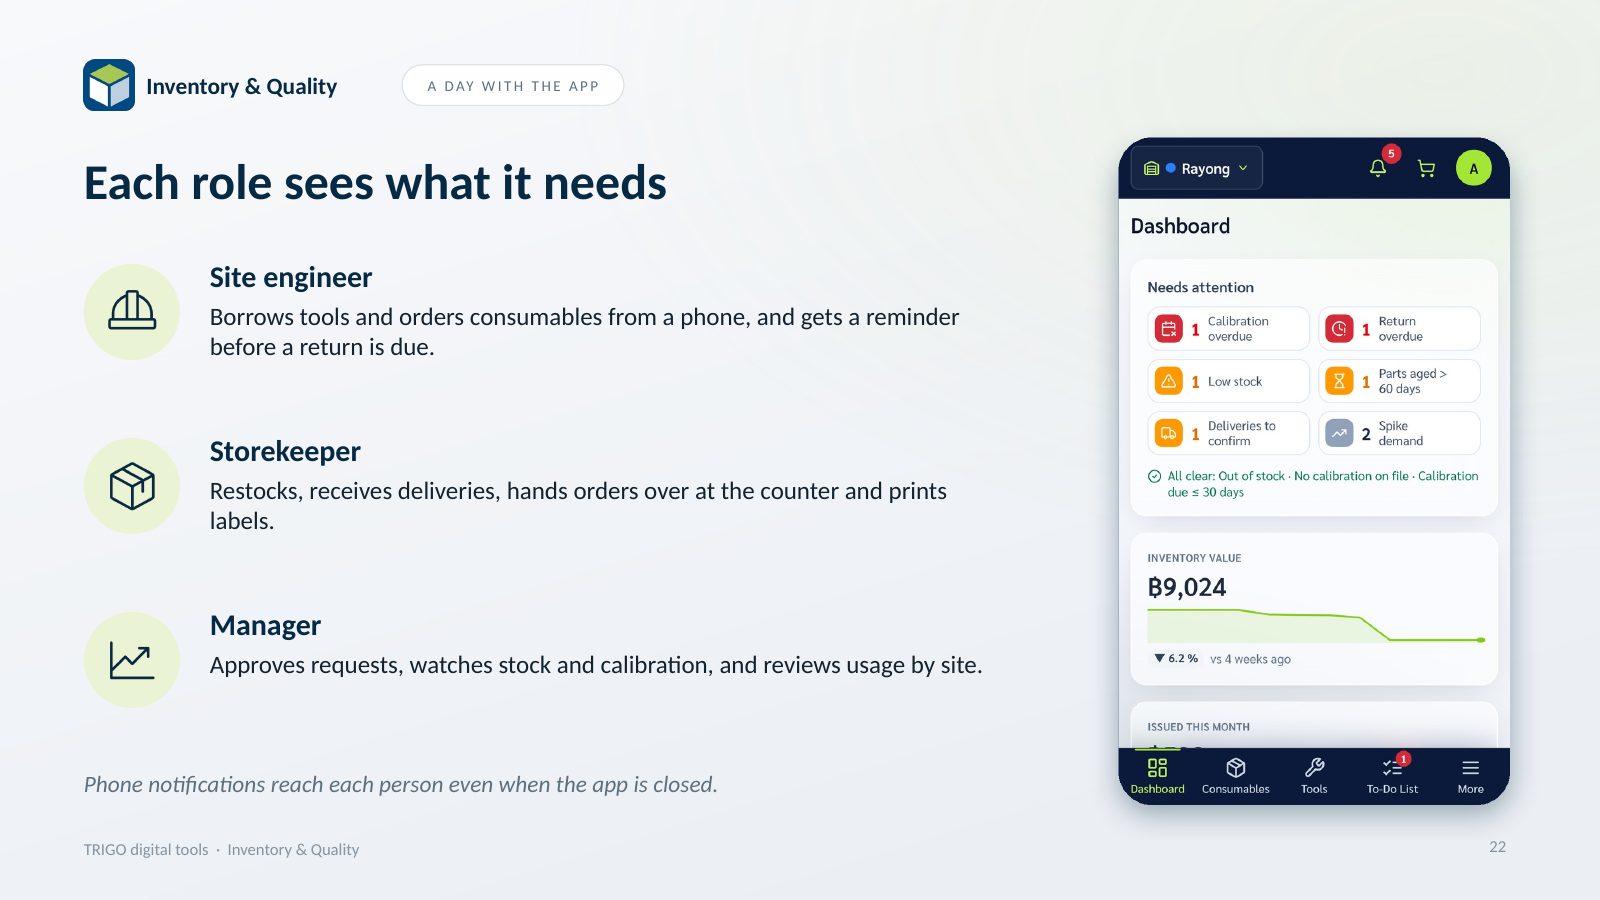 Inventory & Quality
A DAY WITH THE APP
Each role sees what it needs
Site engineer
Borrows tools and orders consumables from a phone, and gets a reminder
before a return is due.
Storekeeper
Restocks, receives deliveries, hands orders over at the counter and prints
labels.
Manager
Approves requests, watches stock and calibration, and reviews usage by site.
Phone notifications reach each person even when the app is closed.
Rayong
5
A
Dashboard
Needs attention
1 Calibration
overdue
1 Return
overdue
1 Low stock
1 Parts aged >
60 days
1 Deliveries to
confirm
2 Spike
demand
All clear: Out of stock · No calibration on file · Calibration
due ≤ 30 days
INVENTORY VALUE
฿9,024
▼ 6.2 % vs 4 weeks ago
ISSUED THIS MONTH
1
Dashboard Consumables Tools To-Do List More
TRIGO digital tools · Inventory & Quality
22